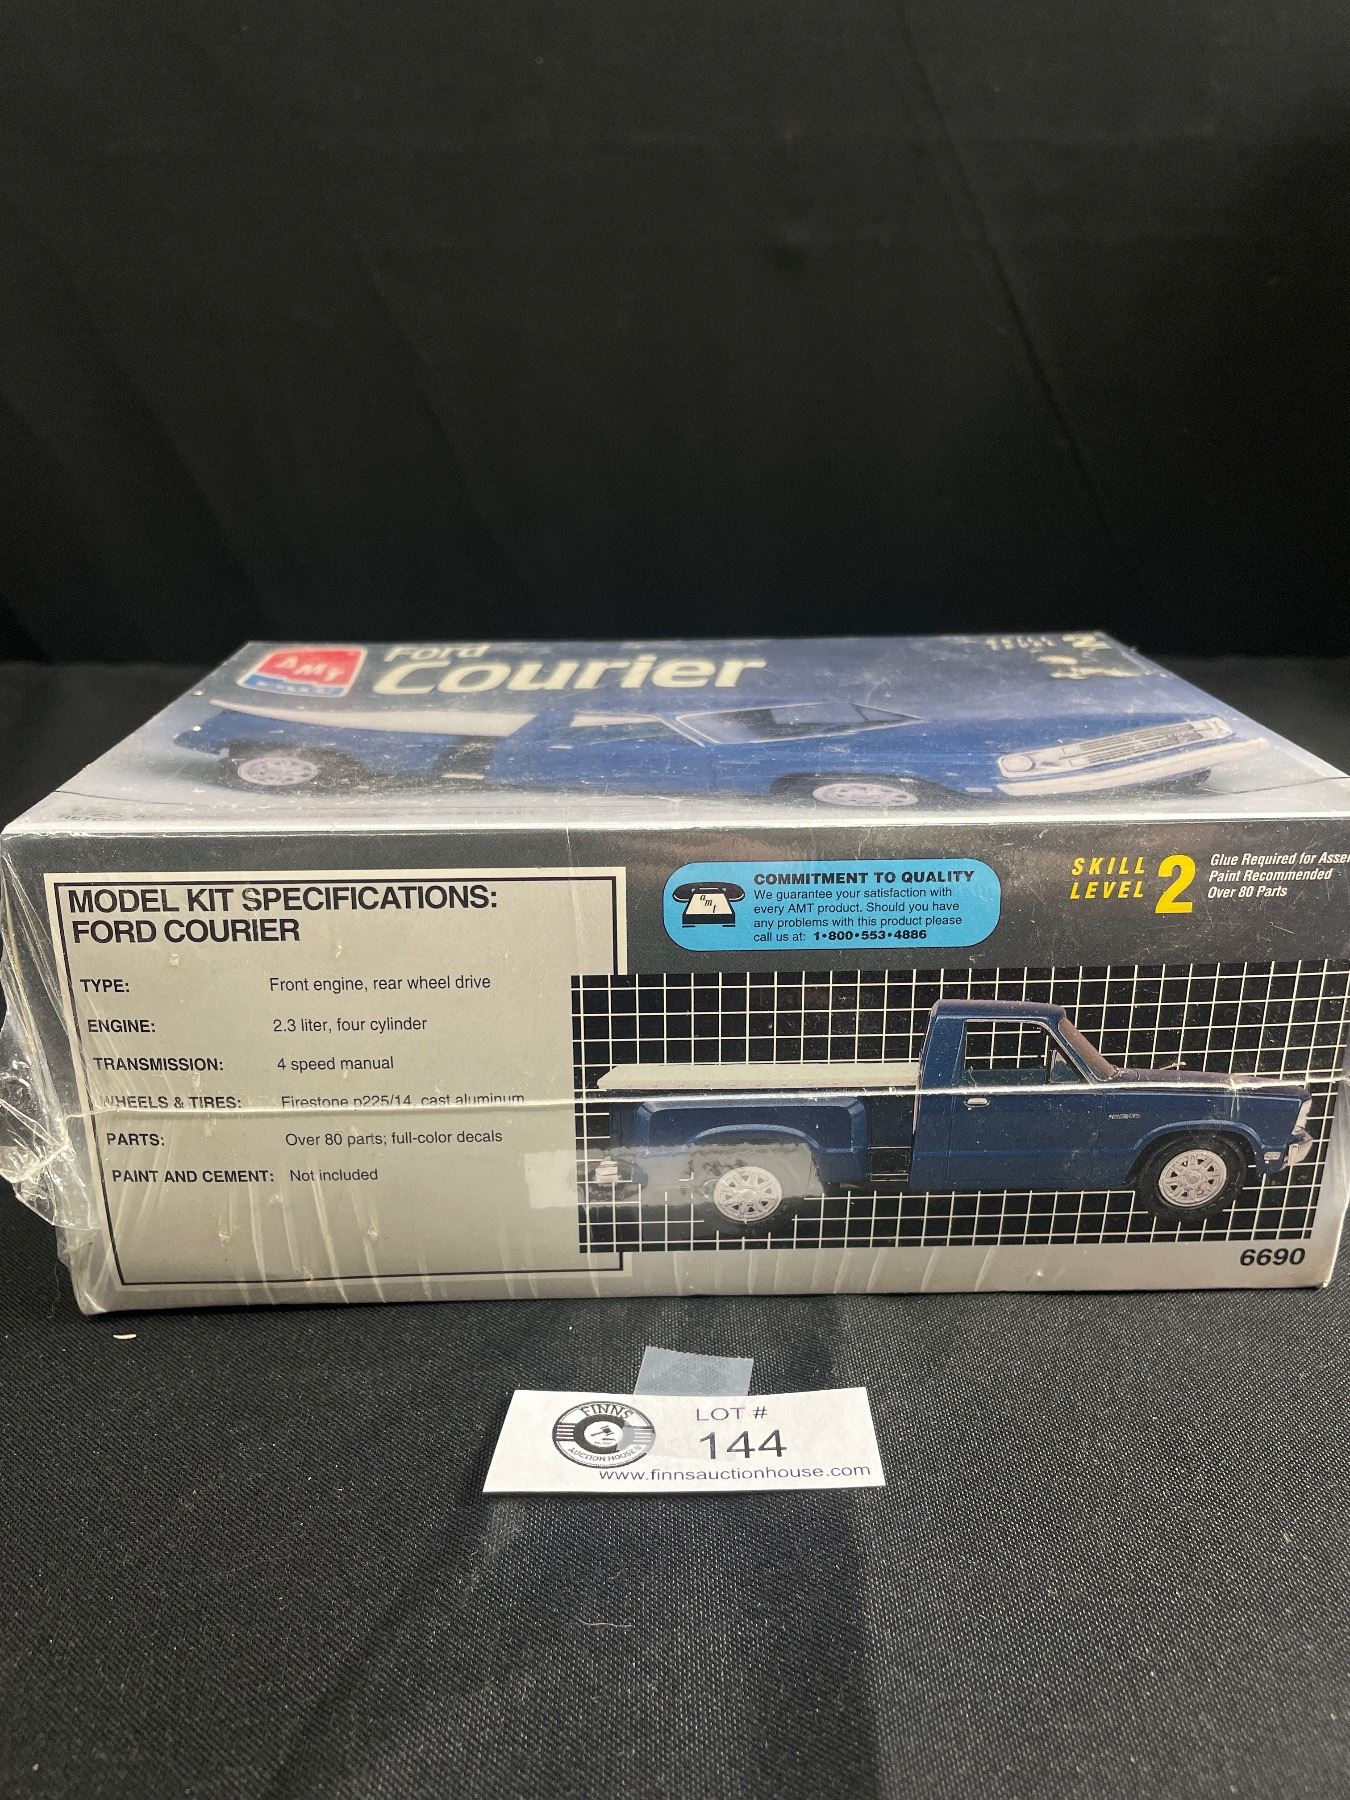 AMT
Ford
Courier
2
MODEL KIT SPECIFICATIONS:
FORD COURIER
TYPE: Front engine, rear wheel drive
ENGINE: 2.3 liter, four cylinder
TRANSMISSION: 4 speed manual
WHEELS & TIRES: Firestone p225/14, cast aluminum
PARTS: Over 80 parts; full-color decals
PAINT AND CEMENT: Not included
amt
COMMITMENT TO QUALITY
We guarantee your satisfaction with
every AMT product. Should you have
any problems with this product please
call us at: 1•800•553•4886
SKILL
LEVEL 2
Glue Required for Assem
Paint Recommended
Over 80 Parts
6690
FINNS
AUCTION HOUSE
LOT #
144
www.finnsauctionhouse.com